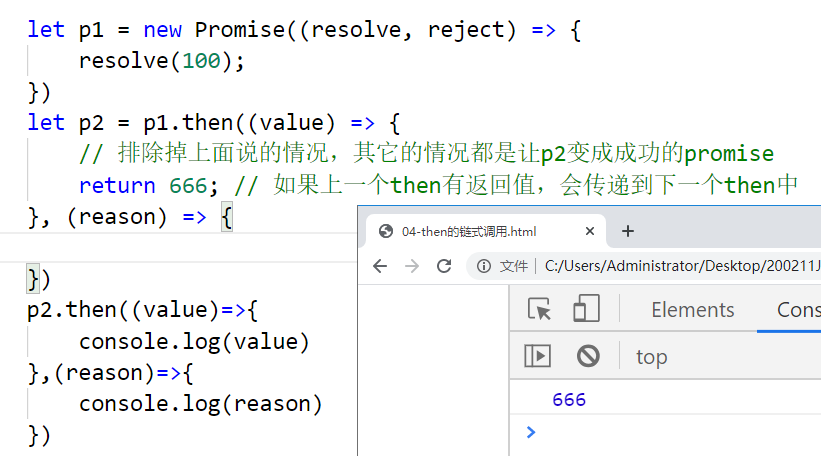 let p1 = new Promise((resolve, reject) => {
    resolve(100);
})
let p2 = p1.then((value) => {
    // 排除掉上面说的情况，其它的情况都是让p2变成成功的promise
    return 666; // 如果上一个then有返回值，会传递到下一个then中
}, (reason) => {
})
p2.then((value)=>{
    console.log(value)
},(reason)=>{
    console.log(reason)
})
04-then的链式调用.html
文件 C:/Users/Administrator/Desktop/200211J
Elements Cons
top
666